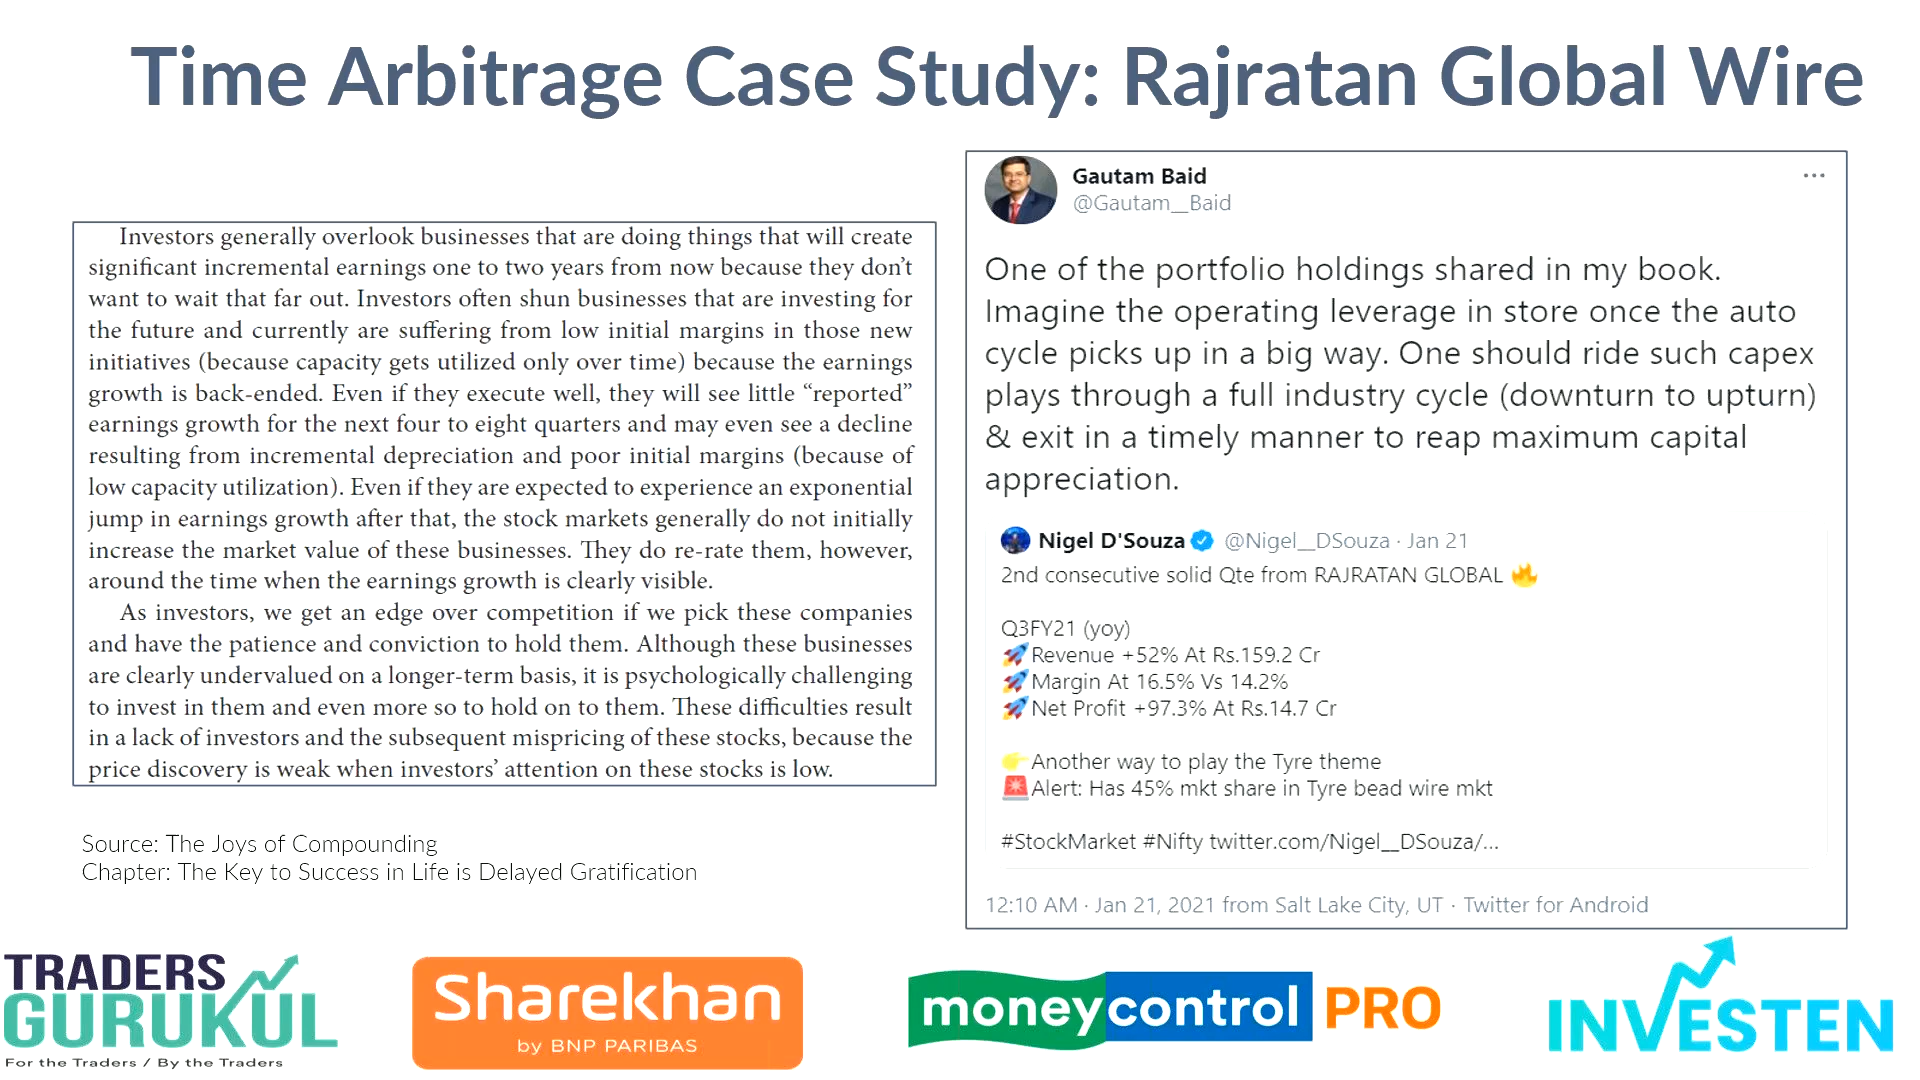 Time Arbitrage Case Study: Rajratan Global Wire
Investors generally overlook businesses that are doing things that will create
significant incremental earnings one to two years from now because they don’t
want to wait that far out. Investors often shun businesses that are investing for
the future and currently are suffering from low initial margins in those new
initiatives (because capacity gets utilized only over time) because the earnings
growth is back-ended. Even if they execute well, they will see little “reported”
earnings growth for the next four to eight quarters and may even see a decline
resulting from incremental depreciation and poor initial margins (because of
low capacity utilization). Even if they are expected to experience an exponential
jump in earnings growth after that, the stock markets generally do not initially
increase the market value of these businesses. They do re-rate them, however,
around the time when the earnings growth is clearly visible.
As investors, we get an edge over competition if we pick these companies
and have the patience and conviction to hold them. Although these businesses
are clearly undervalued on a longer-term basis, it is psychologically challenging
to invest in them and even more so to hold on to them. These difficulties result
in a lack of investors and the subsequent mispricing of these stocks, because the
price discovery is weak when investors’ attention on these stocks is low.
Source: The Joys of Compounding
Chapter: The Key to Success in Life is Delayed Gratification
Gautam Baid
@Gautam__Baid
One of the portfolio holdings shared in my book.
Imagine the operating leverage in store once the auto
cycle picks up in a big way. One should ride such capex
plays through a full industry cycle (downturn to upturn)
& exit in a timely manner to reap maximum capital
appreciation.
Nigel D'Souza @Nigel__DSouza · Jan 21
2nd consecutive solid Qte from RAJRATAN GLOBAL 🔥
Q3FY21 (yoy)
🚀Revenue +52% At Rs.159.2 Cr
🚀Margin At 16.5% Vs 14.2%
🚀Net Profit +97.3% At Rs.14.7 Cr
👉Another way to play the Tyre theme
🚨Alert: Has 45% mkt share in Tyre bead wire mkt
#StockMarket #Nifty twitter.com/Nigel__DSouza/...
12:10 AM · Jan 21, 2021 from Salt Lake City, UT · Twitter for Android
TRADERS
GURUKUL
For the Traders / By the Traders
Sharekhan
by BNP PARIBAS
moneycontrol PRO
INVESTEN